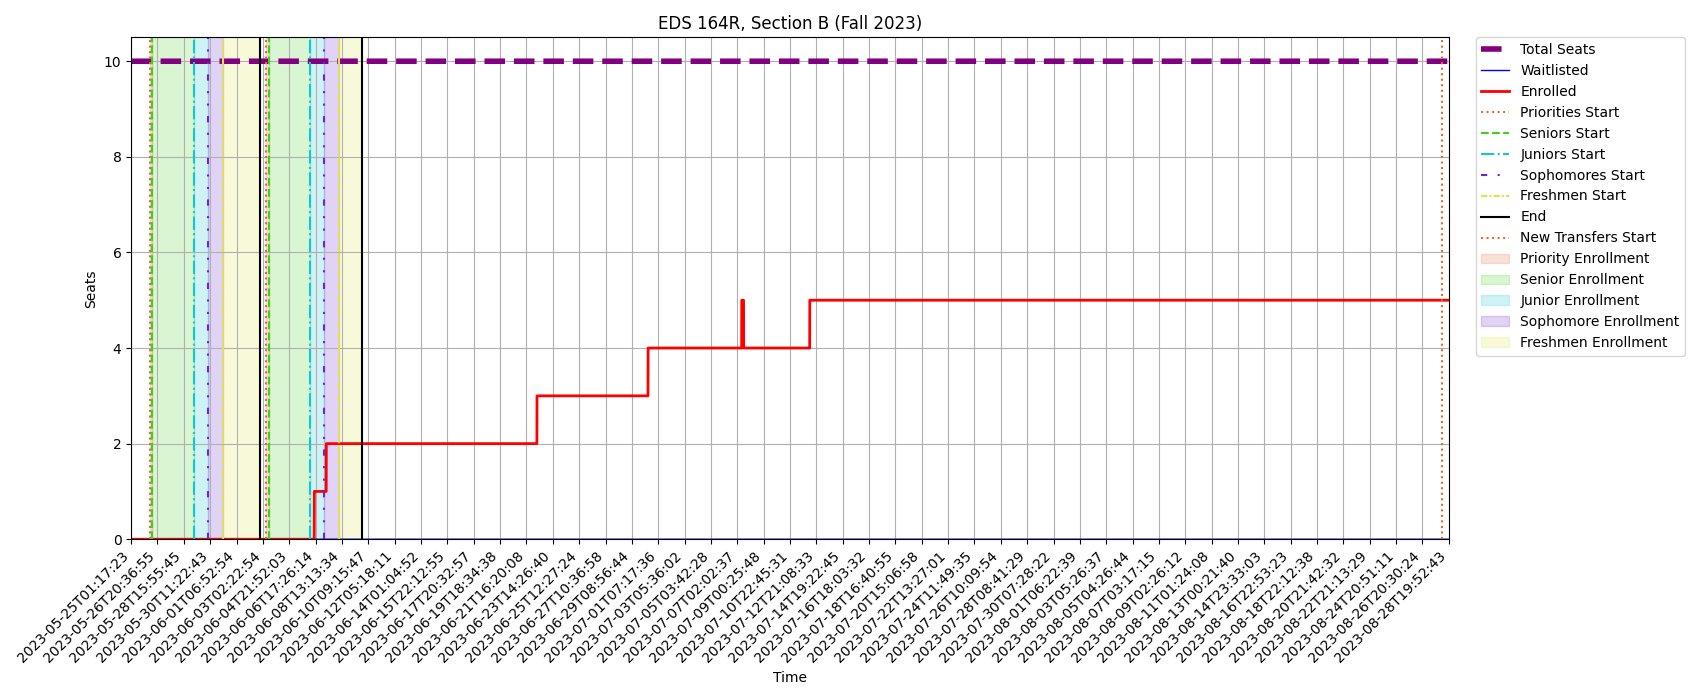 EDS 164R, Section B (Fall 2023)
Total Seats
Waitlisted
Enrolled
Priorities Start
Seniors Start
Juniors Start
Sophomores Start
Freshmen Start
End
New Transfers Start
Priority Enrollment
Senior Enrollment
Junior Enrollment
Sophomore Enrollment
Freshmen Enrollment
Seats
10
8
6
4
2
0
2023-05-25T01:17:23
2023-05-26T20:36:55
2023-05-28T15:55:45
2023-05-30T11:22:43
2023-06-01T06:52:54
2023-06-03T02:22:54
2023-06-04T21:52:03
2023-06-06T17:26:14
2023-06-08T13:13:34
2023-06-10T09:15:47
2023-06-12T05:18:11
2023-06-14T01:04:52
2023-06-15T22:12:55
2023-06-17T20:32:57
2023-06-19T18:34:38
2023-06-21T16:20:08
2023-06-23T14:26:40
2023-06-25T12:27:24
2023-06-27T10:36:58
2023-06-29T08:56:44
2023-07-01T07:17:36
2023-07-03T05:36:02
2023-07-05T03:42:28
2023-07-07T02:02:37
2023-07-09T00:25:48
2023-07-10T22:45:31
2023-07-12T21:08:33
2023-07-14T19:22:45
2023-07-16T18:03:32
2023-07-18T16:40:55
2023-07-20T15:06:58
2023-07-22T13:27:01
2023-07-24T11:49:35
2023-07-26T10:09:54
2023-07-28T08:41:29
2023-07-30T07:28:22
2023-08-01T06:22:39
2023-08-03T05:26:37
2023-08-05T04:26:44
2023-08-07T03:17:15
2023-08-09T02:26:12
2023-08-11T01:24:08
2023-08-13T00:21:40
2023-08-14T23:33:03
2023-08-16T22:53:23
2023-08-18T22:12:38
2023-08-20T21:42:32
2023-08-22T21:13:29
2023-08-24T20:51:11
2023-08-26T20:30:24
2023-08-28T19:52:43
Time